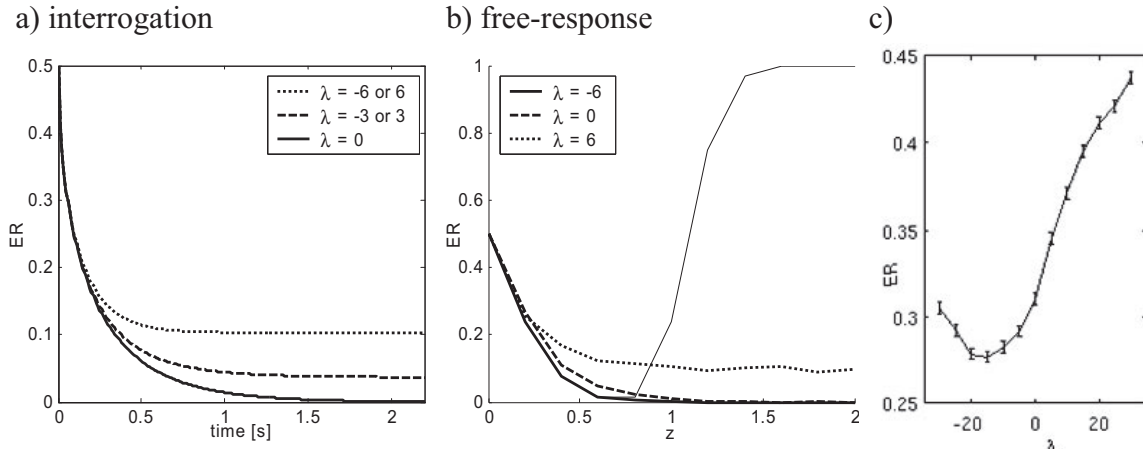 a) interrogation
0.5
0.4
0.3
0.2
0.1
0
ER
0
0.5
1
1.5
2
time [s]
λ = -6 or 6
λ = -3 or 3
λ = 0
b) free-response
1
0.8
0.6
0.4
0.2
0
ER
0
0.5
1
1.5
2
z
λ = -6
λ = 0
λ = 6
c)
0.45
0.4
0.35
0.3
0.25
ER
-20
0
20
λ